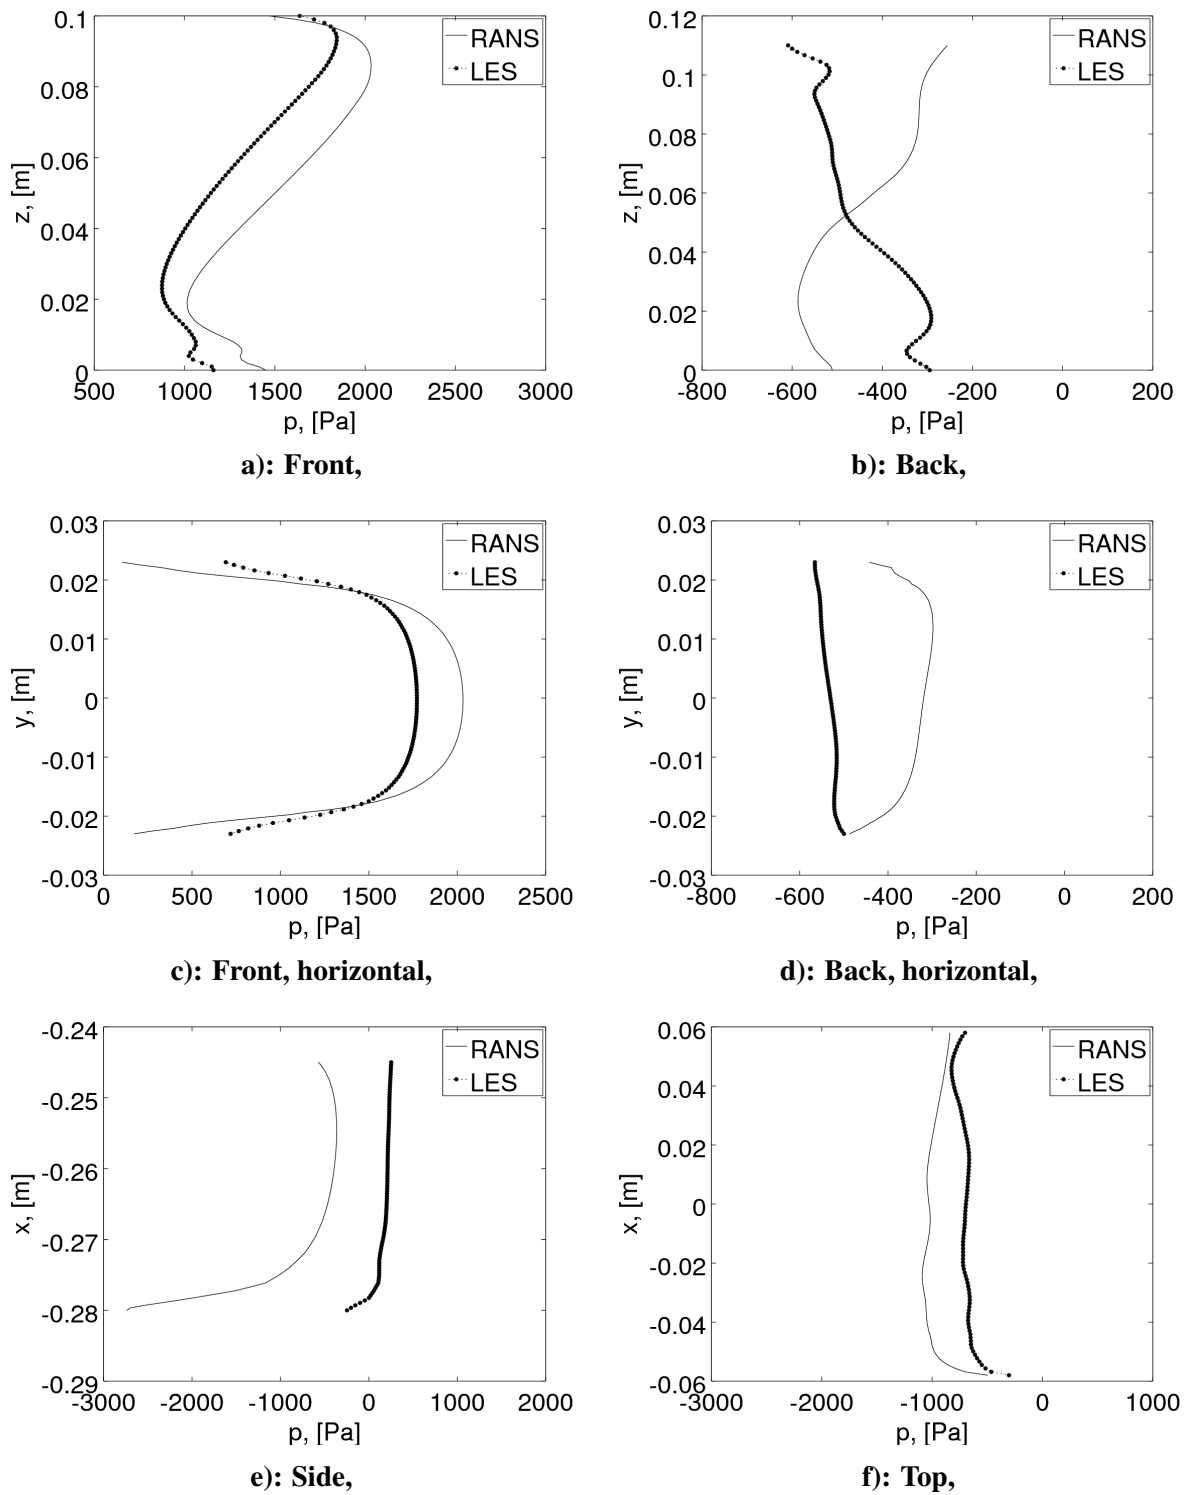 0.1
0.08
0.06
0.04
0.02
0
z, [m]
500 1000 1500 2000 2500 3000
p, [Pa]
RANS
LES
a): Front,
0.12
0.1
0.08
0.06
0.04
0.02
0
z, [m]
-800 -600 -400 -200 0 200
p, [Pa]
RANS
LES
b): Back,
0.03
0.02
0.01
0
-0.01
-0.02
-0.03
y, [m]
0 500 1000 1500 2000 2500
p, [Pa]
RANS
LES
c): Front, horizontal,
0.03
0.02
0.01
0
-0.01
-0.02
-0.03
y, [m]
-800 -600 -400 -200 0 200
p, [Pa]
RANS
LES
d): Back, horizontal,
-0.24
-0.25
-0.26
-0.27
-0.28
-0.29
x, [m]
-3000 -2000 -1000 0 1000 2000
p, [Pa]
RANS
LES
e): Side,
0.06
0.04
0.02
0
-0.02
-0.04
-0.06
x, [m]
-3000 -2000 -1000 0 1000
p, [Pa]
RANS
LES
f): Top,